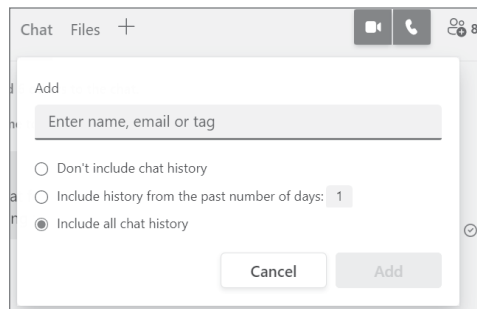 Chat Files
8
Add
Enter name, email or tag
Don't include chat history
Include history from the past number of days: 1
Include all chat history
Cancel Add